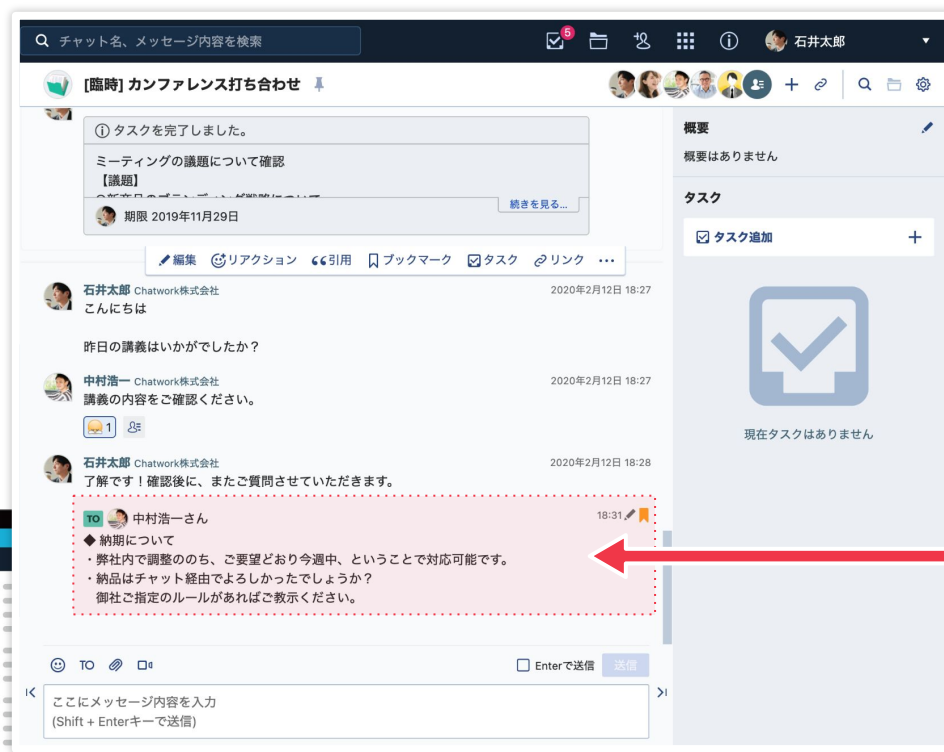 チャット名、メッセージ内容を検索
5
石井太郎
[臨時] カンファレンス打ち合わせ
タスクを完了しました。
ミーティングの議題について確認
【議題】
続きを見る...
期限 2019年11月29日
編集 リアクション 引用 ブックマーク タスク リンク ...
石井太郎 Chatwork株式会社 2020年2月12日 18:27
こんにちは
昨日の講義はいかがでしたか？
中村浩一 Chatwork株式会社 2020年2月12日 18:27
講義の内容をご確認ください。
1
石井太郎 Chatwork株式会社 2020年2月12日 18:28
了解です！確認後に、またご質問させていただきます。
TO 中村浩一さん 18:31
◆ 納期について
・弊社内で調整ののち、ご要望どおり今週中、ということで対応可能です。
・納品はチャット経由でよろしかったでしょうか？
御社ご指定のルールがあればご教示ください。
TO Enterで送信 送信
ここにメッセージ内容を入力
(Shift + Enterキーで送信)
概要
概要はありません
タスク
タスク追加
現在タスクはありません